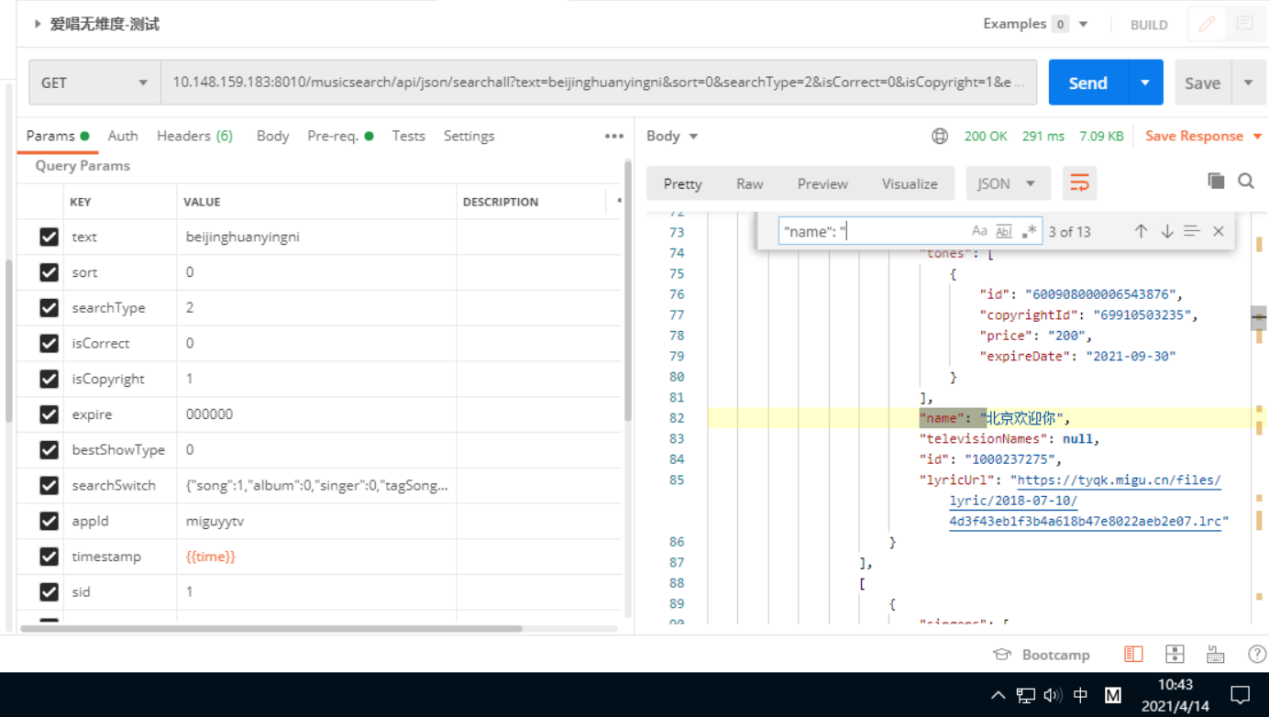 爱唱无维度-测试
Examples 0
BUILD
GET
10.148.159.183:8010/musicsearch/api/json/searchall?text=beijinghuanyingni&sort=0&searchType=2&isCorrect=0&isCopyright=1&e ...
Send
Save
Params
Auth
Headers (6)
Body
Pre-req.
Tests
Settings
Query Params
KEY VALUE DESCRIPTION
text beijinghuanyingni
sort 0
searchType 2
isCorrect 0
isCopyright 1
expire 000000
bestShowType 0
searchSwitch {"song":1,"album":0,"singer":0,"tagSong...
appId miguyytv
timestamp {{time}}
sid 1
Body
200 OK 291 ms 7.09 KB Save Response
Pretty Raw Preview Visualize JSON
"name": "
Aa Abl .* 3 of 13
72
73
74 "tones": [
75 {
76 "id": "600908000006543876",
77 "copyrightId": "69910503235",
78 "price": "200",
79 "expireDate": "2021-09-30"
80 }
81 ],
82 "name": "北京欢迎你",
83 "televisionNames": null,
84 "id": "1000237275",
85 "lyricUrl": "https://tyqk.migu.cn/files/
lyric/2018-07-10/
4d3f43eb1f3b4a618b47e8022aeb2e07.lrc"
86 }
87 ],
88 [
89 {
90 "singers": [
Bootcamp
中 M
10:43
2021/4/14